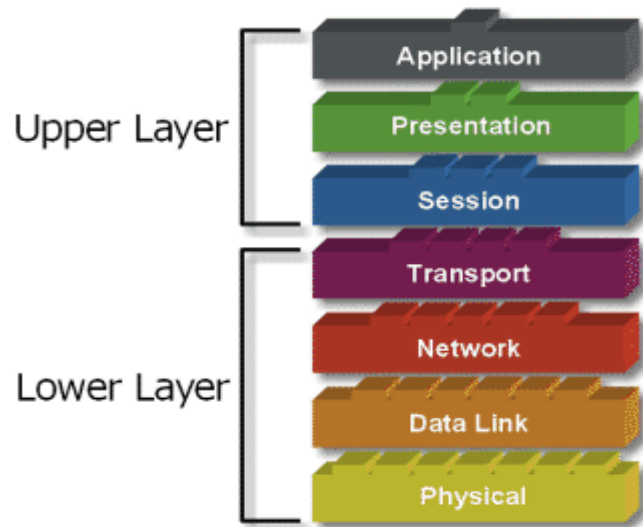 Application
Presentation
Upper Layer
Session
Transport
Network
Lower Layer
Data Link
Physical